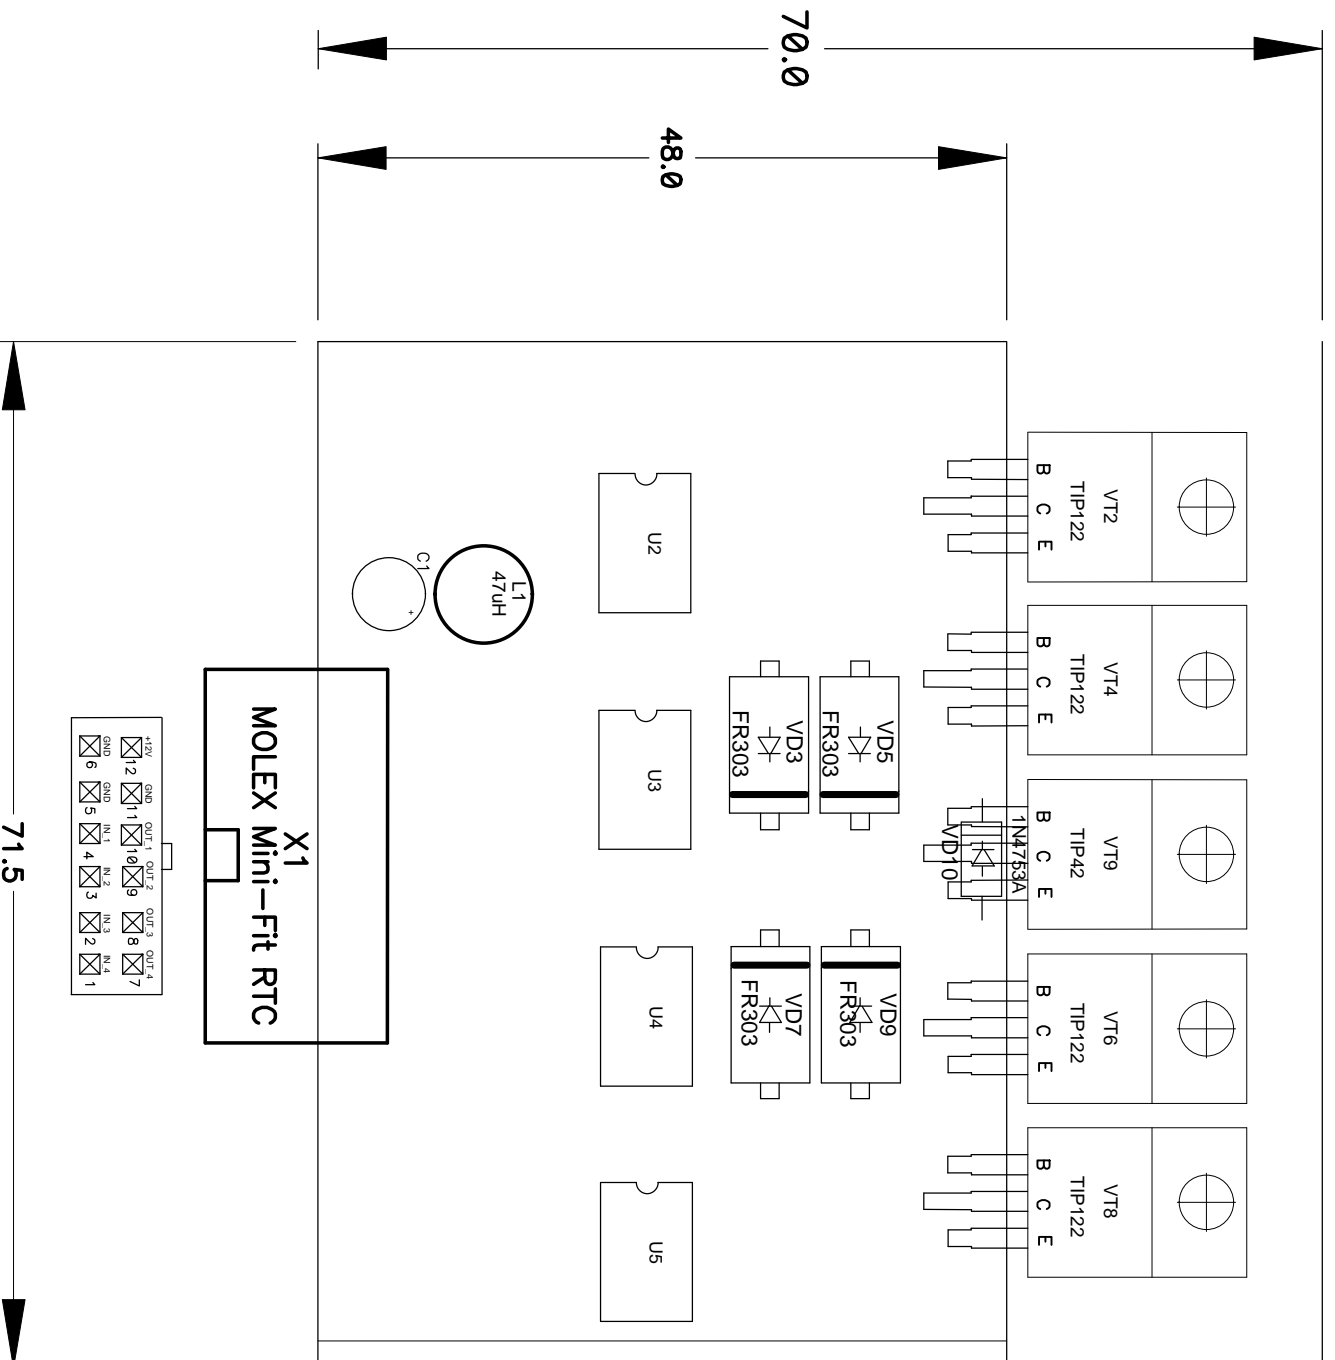 70.0
48.0
71.5
VT2
TIP122
B C E
VT4
TIP122
B C E
VT9
TIP42
B C E
VT6
TIP122
B C E
VT8
TIP122
B C E
1N4753A
VD10
VD5
FR303
VD3
FR303
VD9
FR303
VD7
FR303
U2
U3
U4
U5
L1
47uH
C1
+
X1
MOLEX Mini-Fit RTC
+12V GND OUT_1 OUT_2 OUT_3 OUT_4
12 11 10 9 8 7
GND GND IN_1 IN_2 IN_3 IN_4
6 5 4 3 2 1